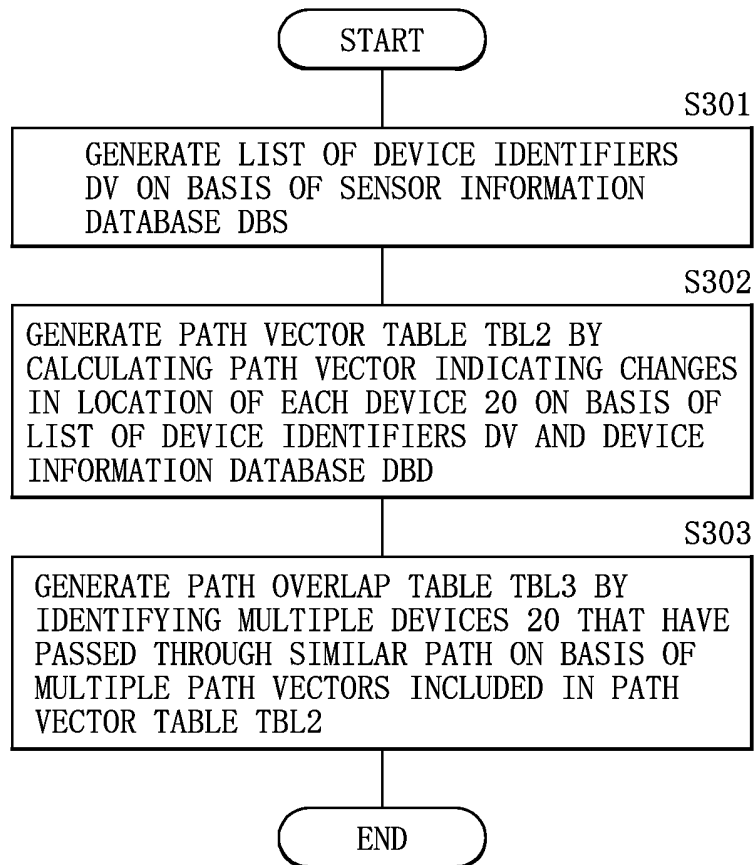 START
S301
GENERATE LIST OF DEVICE IDENTIFIERS
DV ON BASIS OF SENSOR INFORMATION
DATABASE DBS
S302
GENERATE PATH VECTOR TABLE TBL2 BY
CALCULATING PATH VECTOR INDICATING CHANGES
IN LOCATION OF EACH DEVICE 20 ON BASIS OF
LIST OF DEVICE IDENTIFIERS DV AND DEVICE
INFORMATION DATABASE DBD
S303
GENERATE PATH OVERLAP TABLE TBL3 BY
IDENTIFYING MULTIPLE DEVICES 20 THAT HAVE
PASSED THROUGH SIMILAR PATH ON BASIS OF
MULTIPLE PATH VECTORS INCLUDED IN PATH
VECTOR TABLE TBL2
END